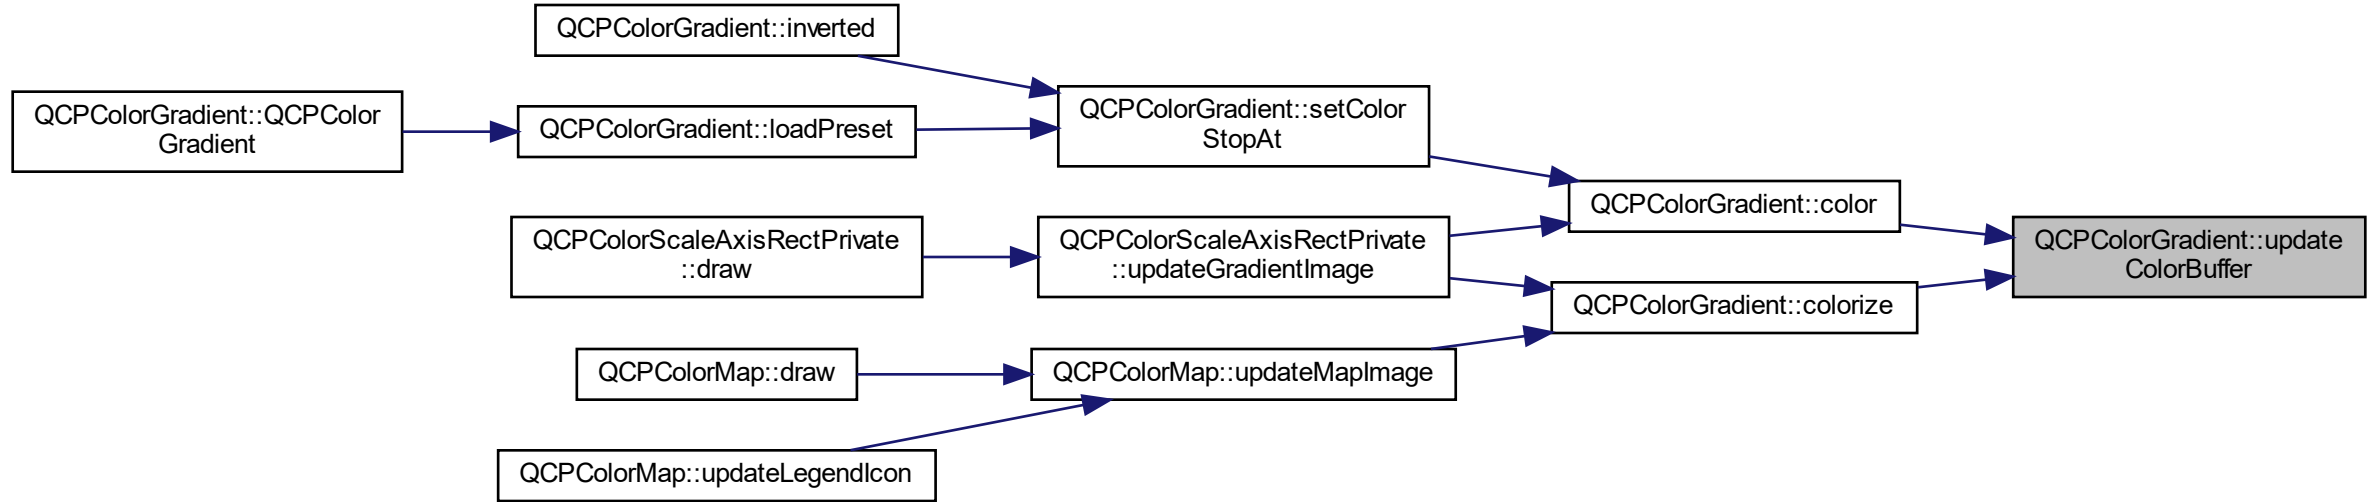 QCPColorGradient::inverted
QCPColorGradient::QCPColor
Gradient
QCPColorGradient::loadPreset
QCPColorGradient::setColor
StopAt
QCPColorGradient::color
QCPColorScaleAxisRectPrivate
::draw
QCPColorScaleAxisRectPrivate
::updateGradientImage
QCPColorGradient::update
ColorBuffer
QCPColorGradient::colorize
QCPColorMap::draw
QCPColorMap::updateMapImage
QCPColorMap::updateLegendIcon